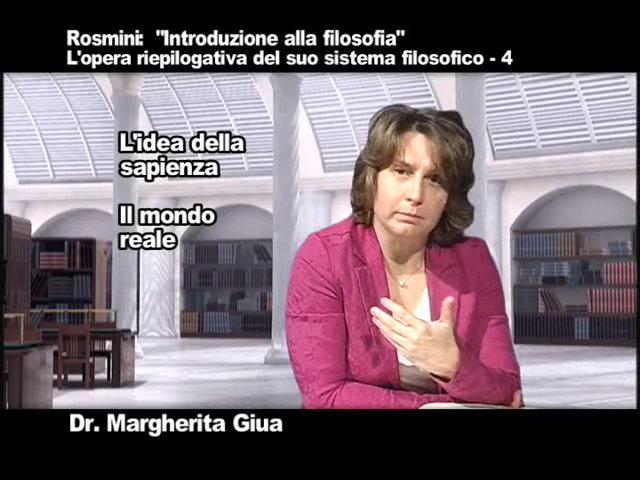 Rosmini: "Introduzione alla filosofia"
L'opera riepilogativa del suo sistema filosofico - 4
L'idea della
sapienza
Il mondo
reale
Dr. Margherita Giua